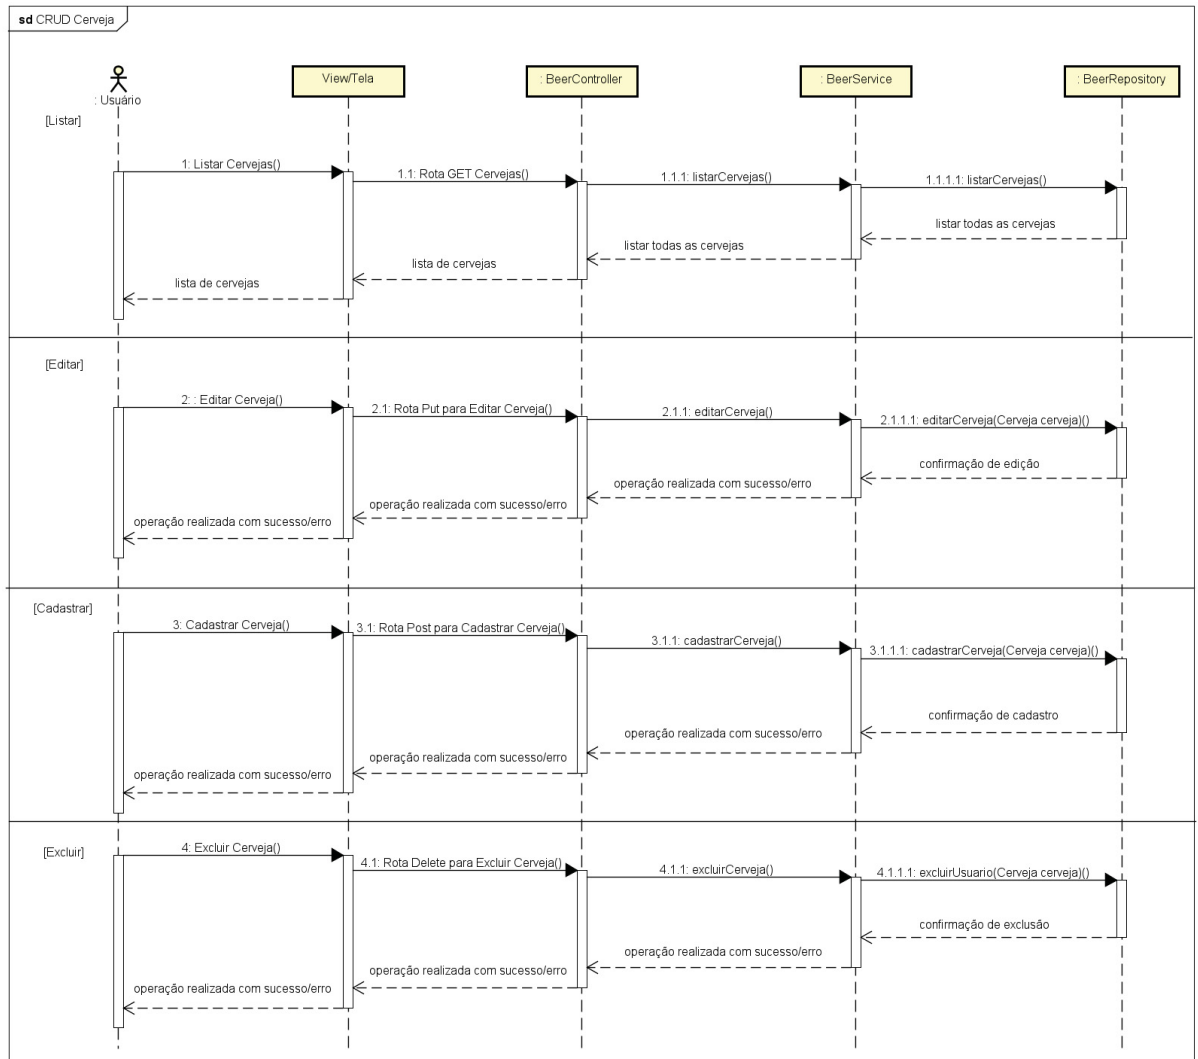 sd CRUD Cerveja
: Usuário
View/Tela
: BeerController
: BeerService
: BeerRepository
[Listar]
1: Listar Cervejas()
1.1: Rota GET Cervejas()
1.1.1: listarCervejas()
1.1.1.1: listarCervejas()
listar todas as cervejas
listar todas as cervejas
lista de cervejas
lista de cervejas
[Editar]
2: : Editar Cerveja()
2.1: Rota Put para Editar Cerveja()
2.1.1: editarCerveja()
2.1.1.1: editarCerveja(Cerveja cerveja)()
confirmação de edição
operação realizada com sucesso/erro
operação realizada com sucesso/erro
operação realizada com sucesso/erro
[Cadastrar]
3: Cadastrar Cerveja()
3.1: Rota Post para Cadastrar Cerveja()
3.1.1: cadastrarCerveja()
3.1.1.1: cadastrarCerveja(Cerveja cerveja)()
confirmação de cadastro
operação realizada com sucesso/erro
operação realizada com sucesso/erro
operação realizada com sucesso/erro
[Excluir]
4: Excluir Cerveja()
4.1: Rota Delete para Excluir Cerveja()
4.1.1: excluirCerveja()
4.1.1.1: excluirUsuario(Cerveja cerveja)()
confirmação de exclusão
operação realizada com sucesso/erro
operação realizada com sucesso/erro
operação realizada com sucesso/erro